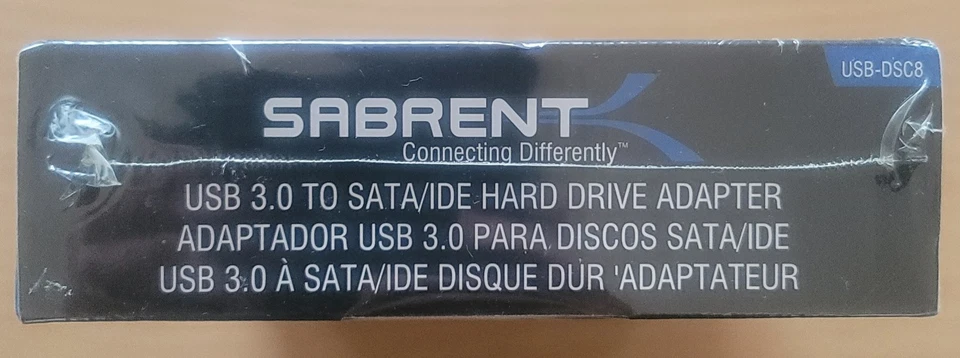 USB-DSC8
SABRENT
Connecting Differently™
USB 3.0 TO SATA/IDE HARD DRIVE ADAPTER
ADAPTADOR USB 3.0 PARA DISCOS SATA/IDE
USB 3.0 À SATA/IDE DISQUE DUR 'ADAPTATEUR